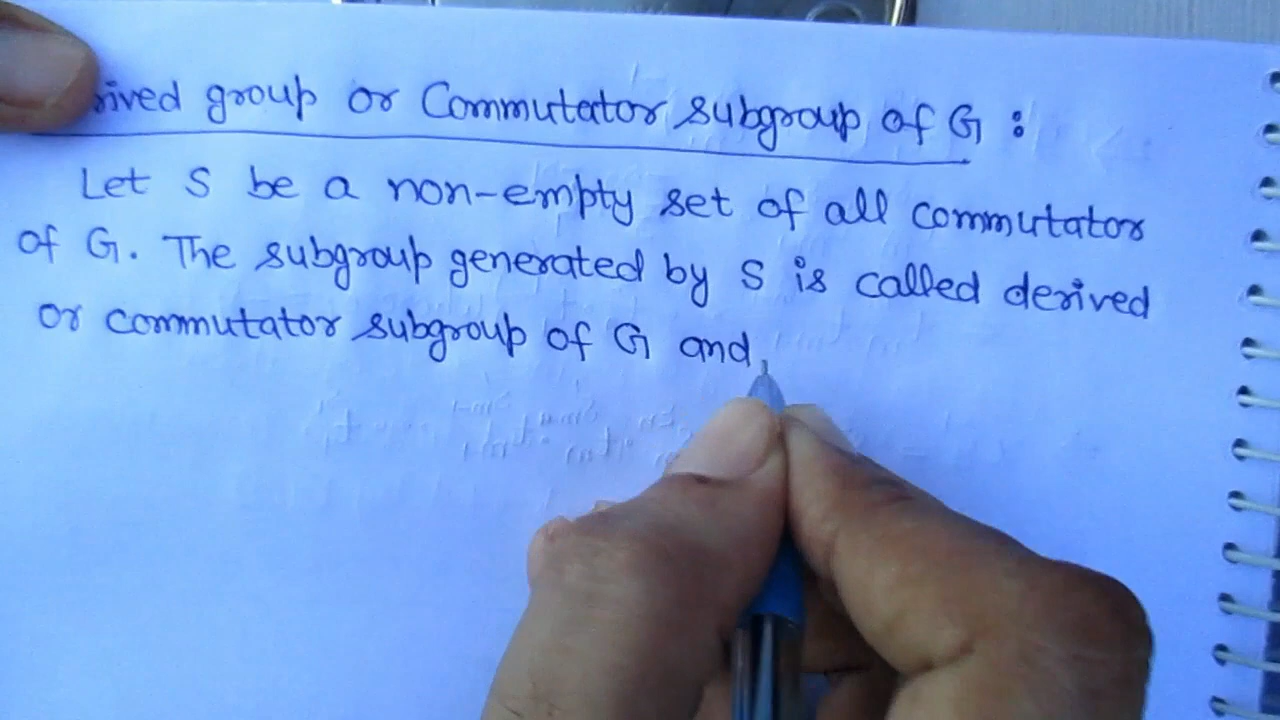 rived group or Commutator subgroup of G :
Let S be a non-empty set of all commutator
of G. The subgroup generated by S is called derived
or commutator subgroup of G and